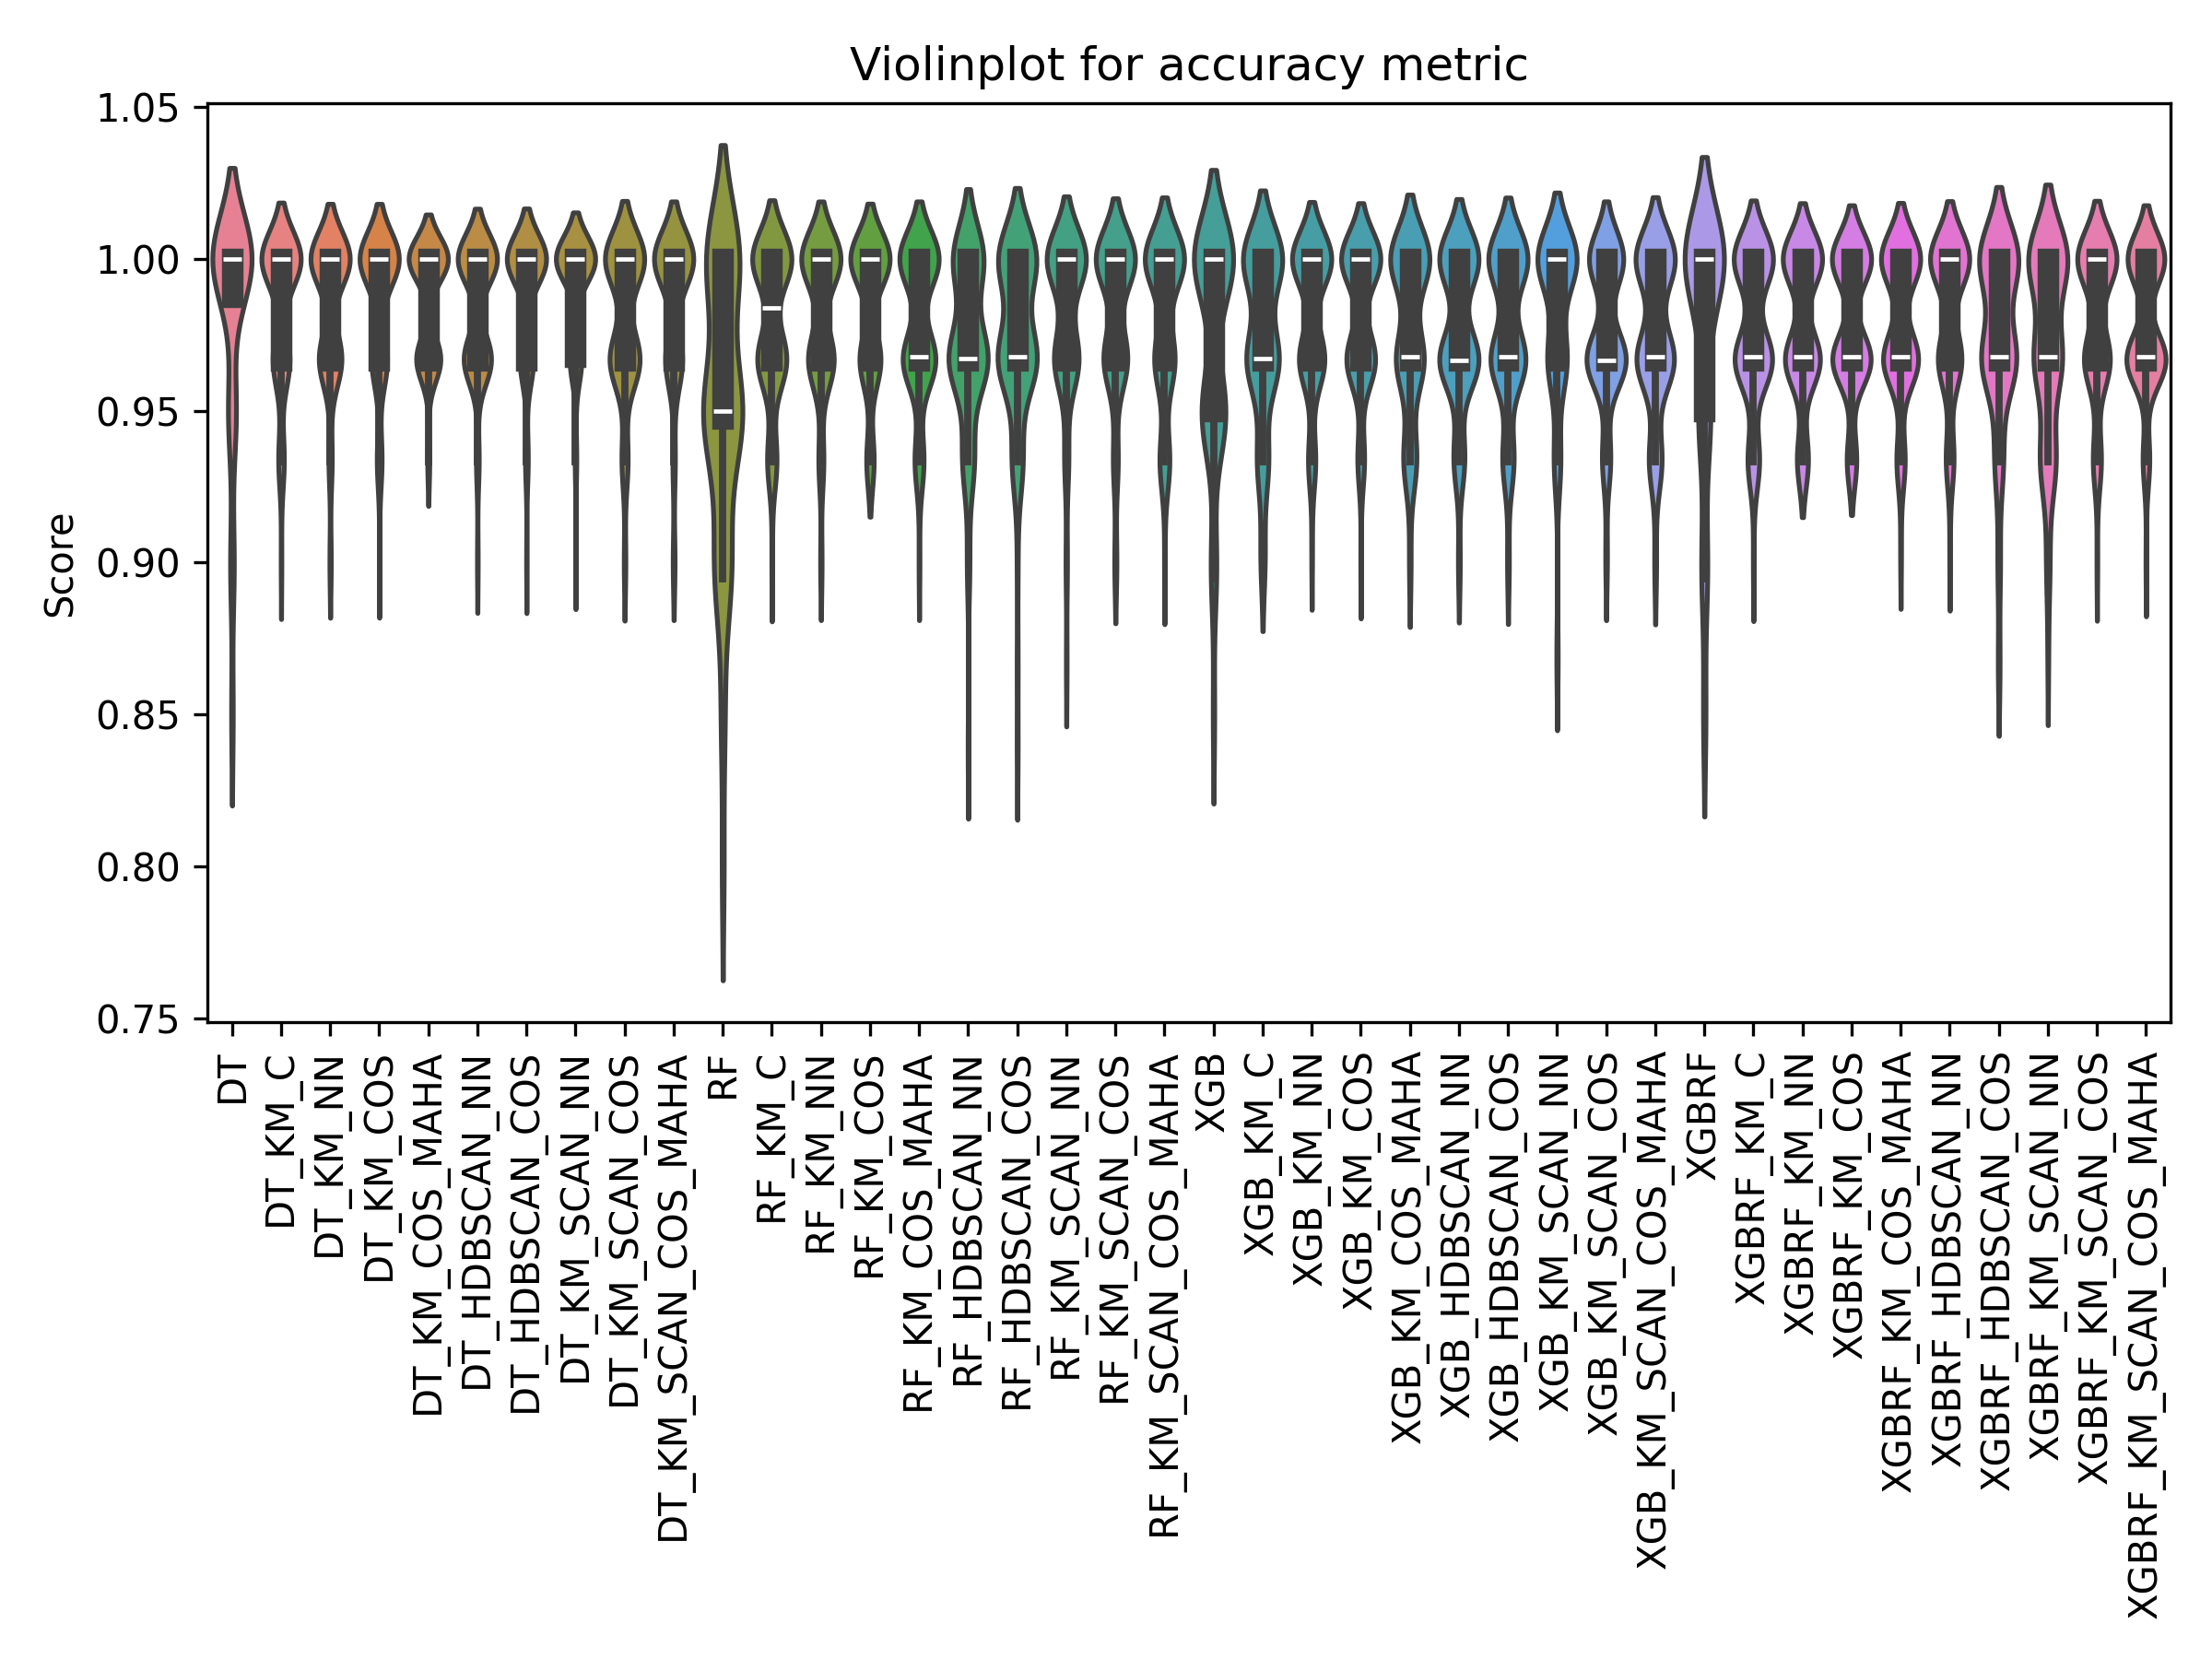 Violinplot for accuracy metric
Score
1.05
1.00
0.95
0.90
0.85
0.80
0.75
DT
DT_KM_C
DT_KM_NN
DT_KM_COS
DT_KM_COS_MAHA
DT_HDBSCAN_NN
DT_HDBSCAN_COS
DT_KM_SCAN_NN
DT_KM_SCAN_COS
DT_KM_SCAN_COS_MAHA
RF
RF_KM_C
RF_KM_NN
RF_KM_COS
RF_KM_COS_MAHA
RF_HDBSCAN_NN
RF_HDBSCAN_COS
RF_KM_SCAN_NN
RF_KM_SCAN_COS
RF_KM_SCAN_COS_MAHA
XGB
XGB_KM_C
XGB_KM_NN
XGB_KM_COS
XGB_KM_COS_MAHA
XGB_HDBSCAN_NN
XGB_HDBSCAN_COS
XGB_KM_SCAN_NN
XGB_KM_SCAN_COS
XGB_KM_SCAN_COS_MAHA
XGBRF
XGBRF_KM_C
XGBRF_KM_NN
XGBRF_KM_COS
XGBRF_KM_COS_MAHA
XGBRF_HDBSCAN_NN
XGBRF_HDBSCAN_COS
XGBRF_KM_SCAN_NN
XGBRF_KM_SCAN_COS
XGBRF_KM_SCAN_COS_MAHA